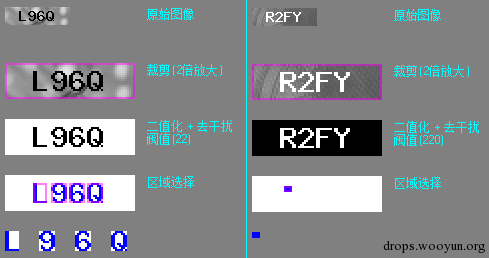 L96Q 原始图像
L96Q 裁剪(2倍放大)
L96Q 二值化 + 去干扰
阀值(22)
L96Q 区域选择
L 9 6 Q
R2FY 原始图像
R2FY 裁剪(2倍放大)
R2FY 二值化 + 去干扰
阀值(220)
区域选择
drops.wooyun.org